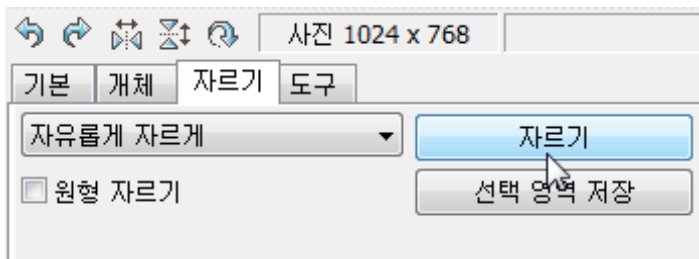 사진 1024 x 768
기본 개체 자르기 도구
자유롭게 자르게 자르기
원형 자르기 선택 영역 저장